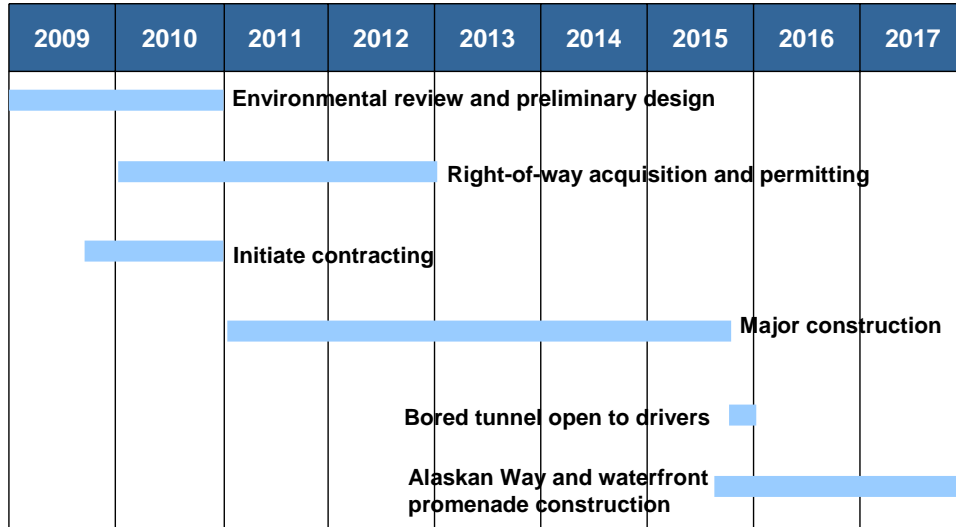 2009 2010 2011 2012 2013 2014 2015 2016 2017
Environmental review and preliminary design
Right-of-way acquisition and permitting
Initiate contracting
Major construction
Bored tunnel open to drivers
Alaskan Way and waterfront
promenade construction